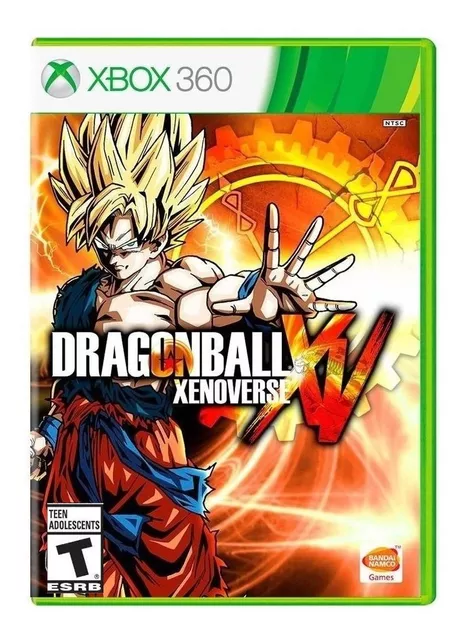 XBOX 360
NTSC
DRAGONBALL
XENOVERSE
XV
TEEN
ADOLESCENTS
T
ESRB
BANDAI
NAMCO
Games